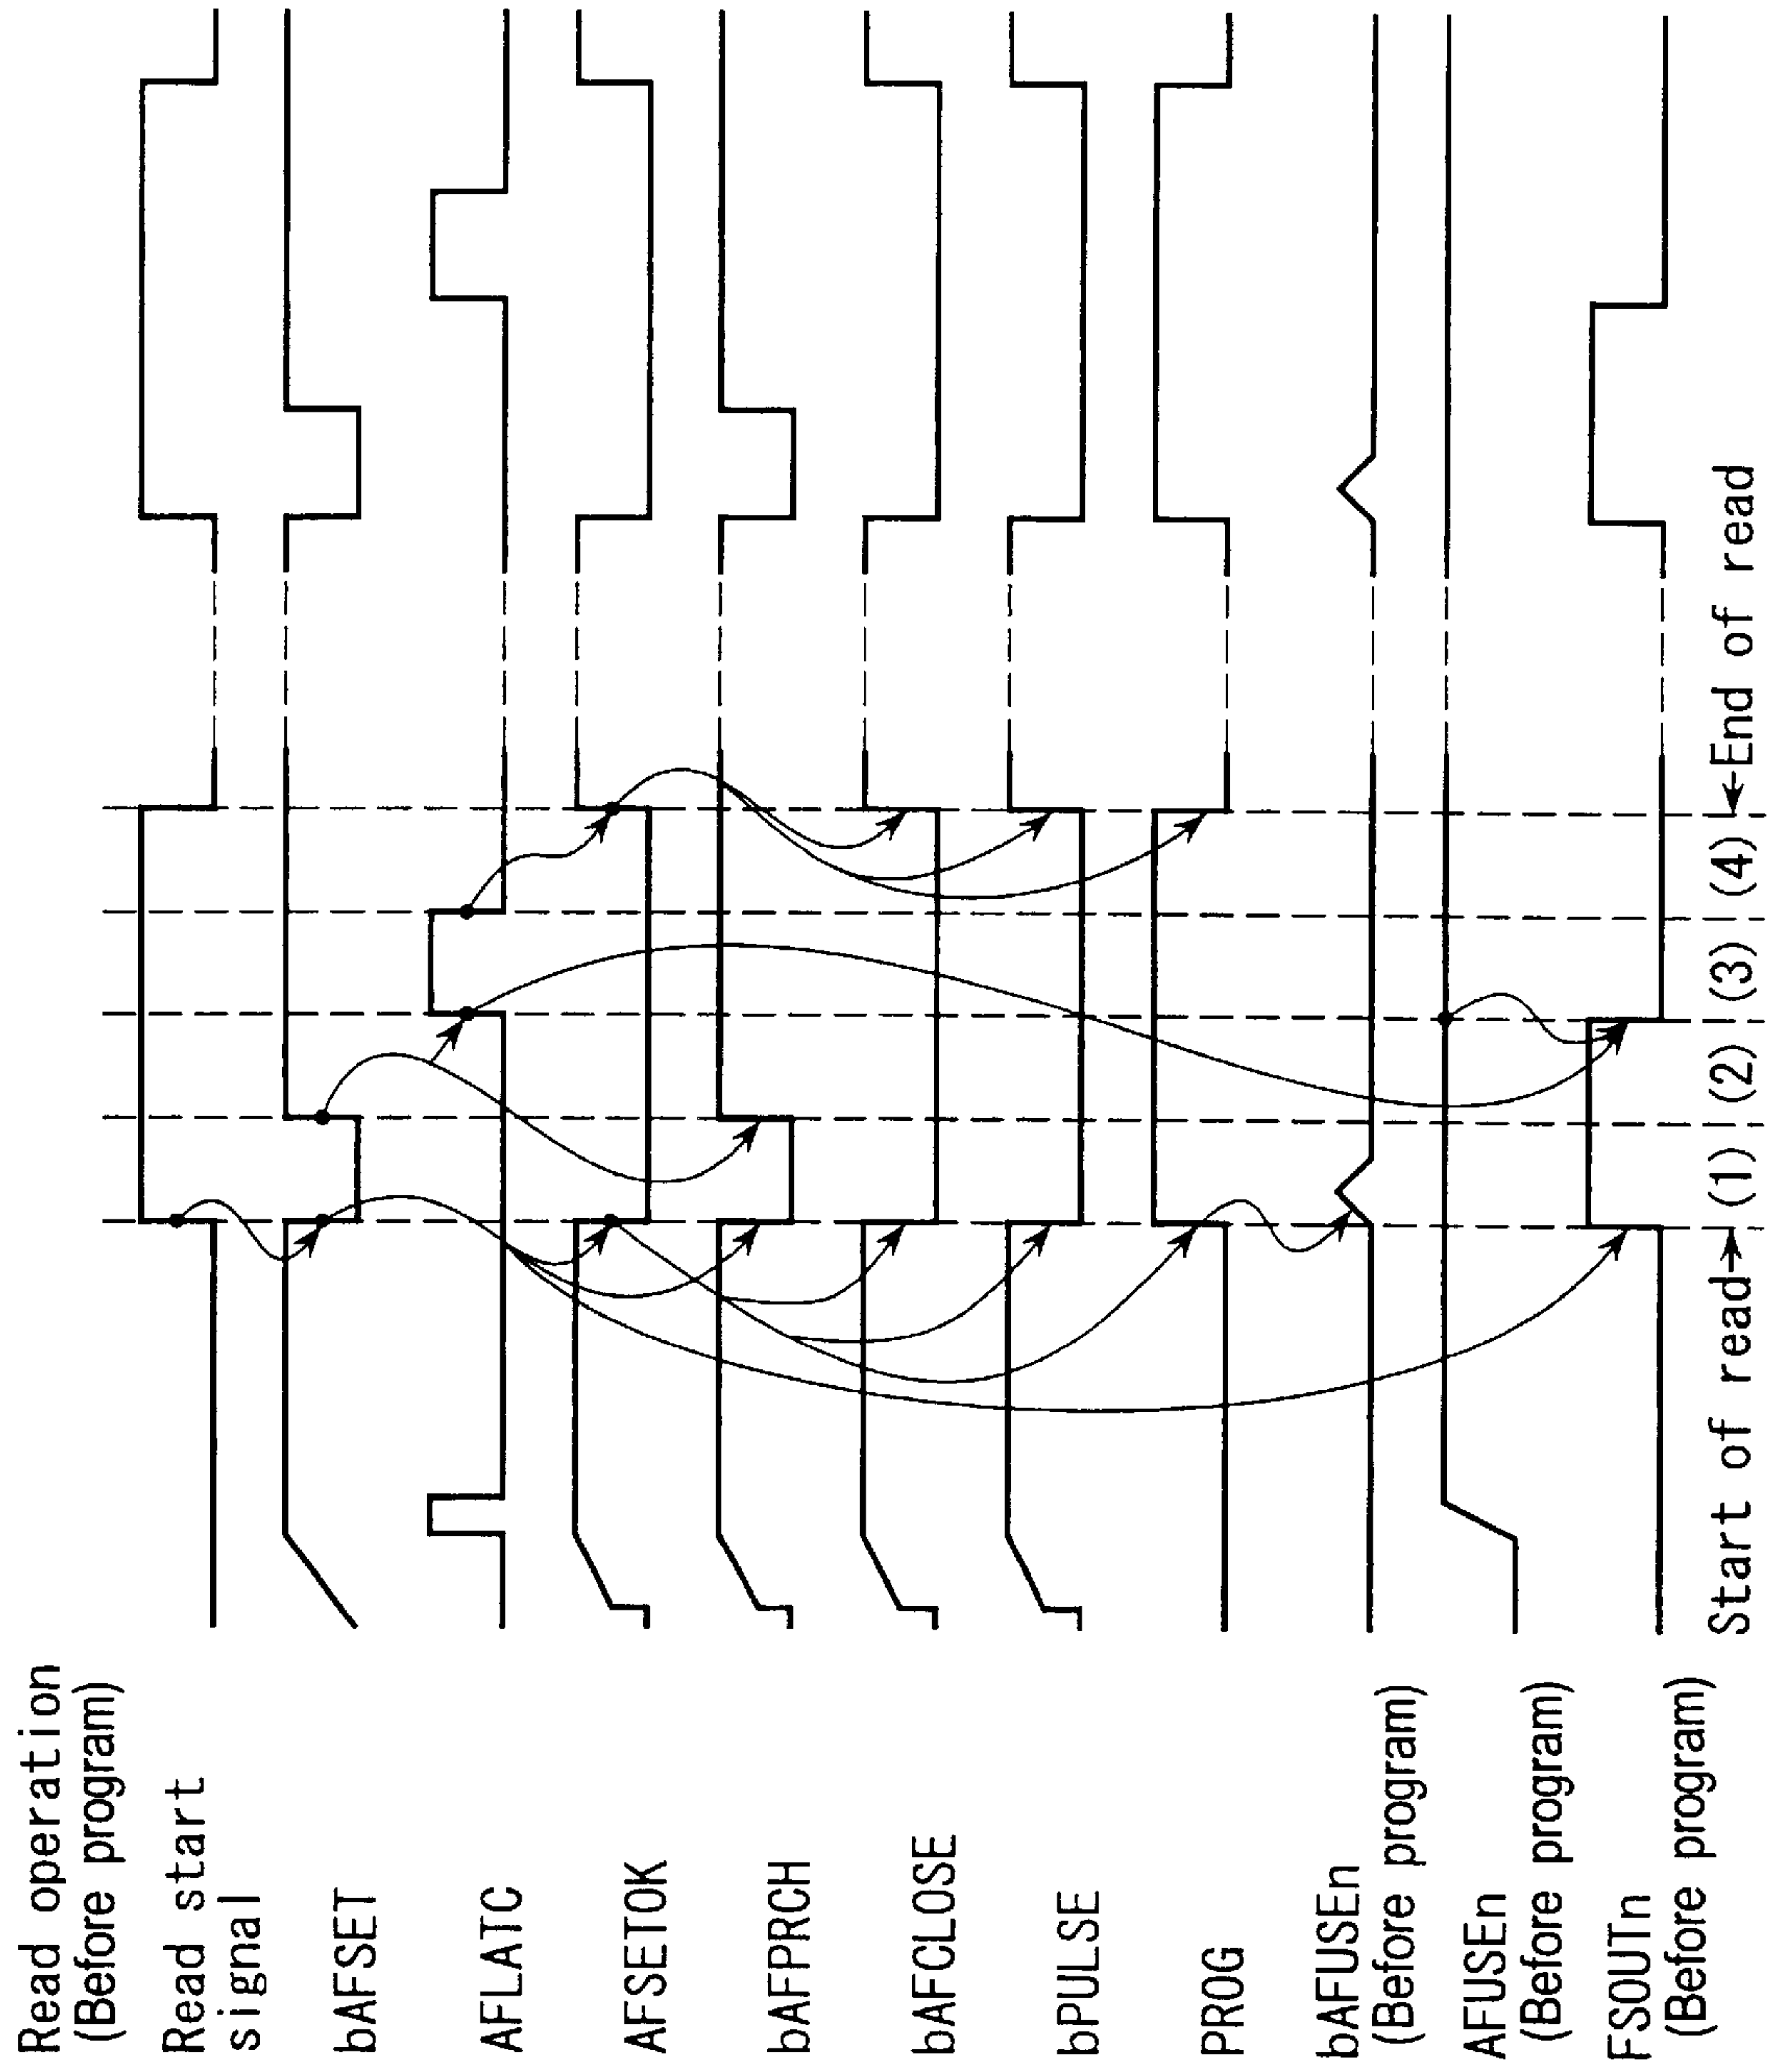 Read operation
(Before program)
Read start
signal
bAFSET
AFLATC
AFSETOK
bAFPRCH
bAFCLOSE
bPULSE
PROG
bAFUSEn
(Before program)
AFUSEn
(Before program)
FSOUTn
(Before program)
Start of read (1) (2) (3) (4) End of read